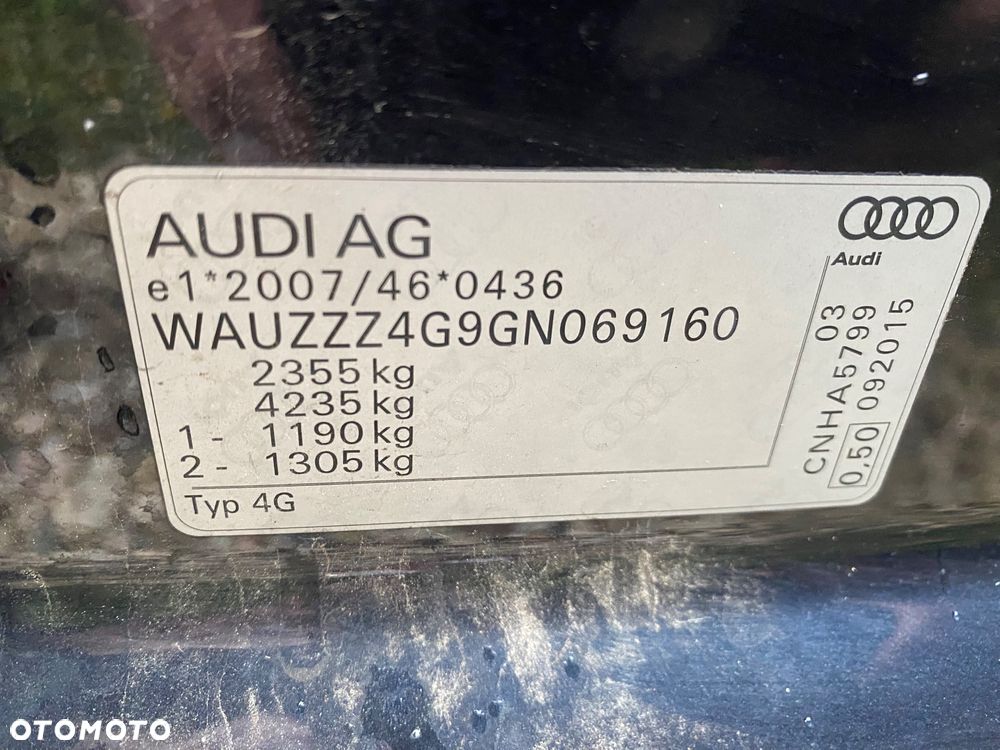 AUDI AG
e1*2007/46*0436
WAUZZZ4G9GN069160
2355 kg
4235 kg
1 - 1190 kg
2 - 1305 kg
Typ 4G
Audi
03
CNHA5799
0,50 092015
OTOMOTO